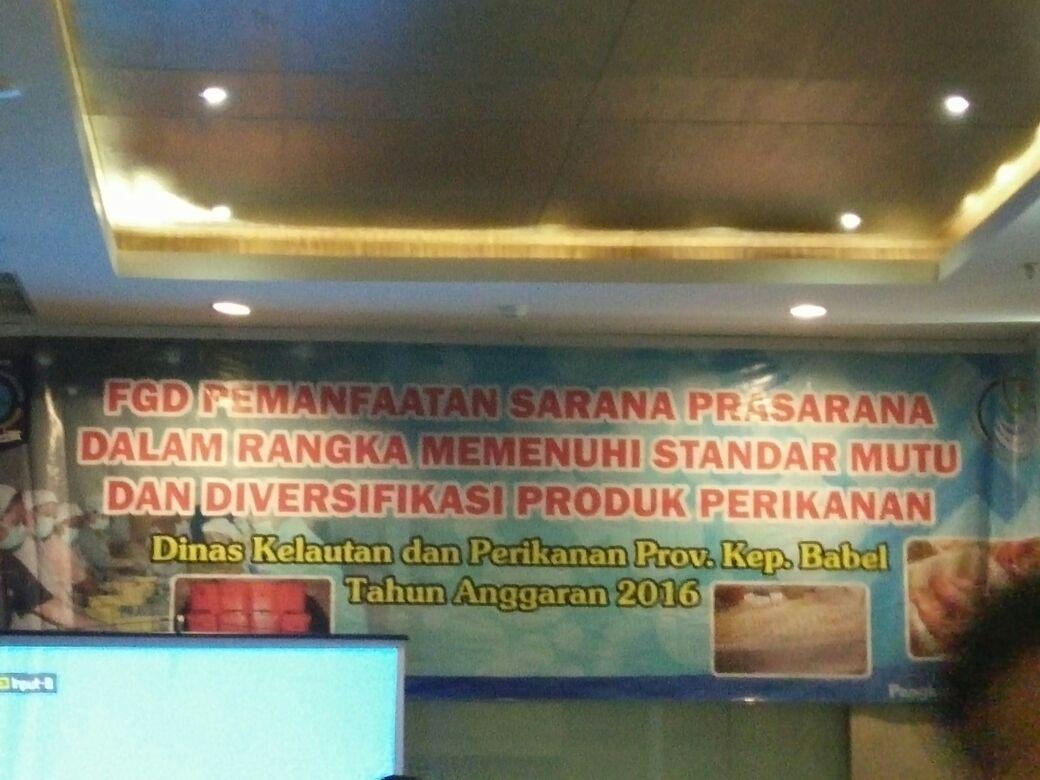 FGD PEMANFAATAN SARANA PRASARANA
DALAM RANGKA MEMENUHI STANDAR MUTU
DAN DIVERSIFIKASI PRODUK PERIKANAN
Dinas Kelautan dan Perikanan Prov. Kep. Babel
Tahun Anggaran 2016
Input-B